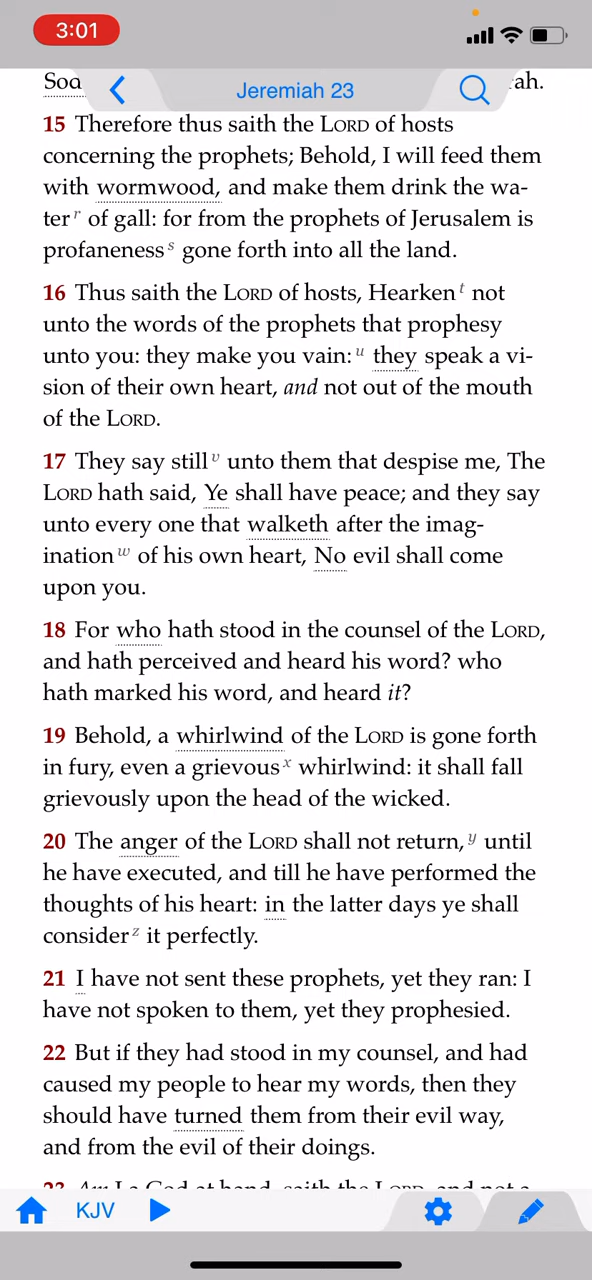 3:01
Soa
Jeremiah 23
rah.
15 Therefore thus saith the LORD of hosts
concerning the prophets; Behold, I will feed them
with wormwood, and make them drink the wa-
ter r of gall: for from the prophets of Jerusalem is
profaneness s gone forth into all the land.
16 Thus saith the LORD of hosts, Hearken t not
unto the words of the prophets that prophesy
unto you: they make you vain: u they speak a vi-
sion of their own heart, and not out of the mouth
of the LORD.
17 They say still v unto them that despise me, The
LORD hath said, Ye shall have peace; and they say
unto every one that walketh after the imag-
ination w of his own heart, No evil shall come
upon you.
18 For who hath stood in the counsel of the LORD,
and hath perceived and heard his word? who
hath marked his word, and heard it?
19 Behold, a whirlwind of the LORD is gone forth
in fury, even a grievous x whirlwind: it shall fall
grievously upon the head of the wicked.
20 The anger of the LORD shall not return, y until
he have executed, and till he have performed the
thoughts of his heart: in the latter days ye shall
consider z it perfectly.
21 I have not sent these prophets, yet they ran: I
have not spoken to them, yet they prophesied.
22 But if they had stood in my counsel, and had
caused my people to hear my words, then they
should have turned them from their evil way,
and from the evil of their doings.
23 Am I a God at hand, saith the LORD, and not a
KJV